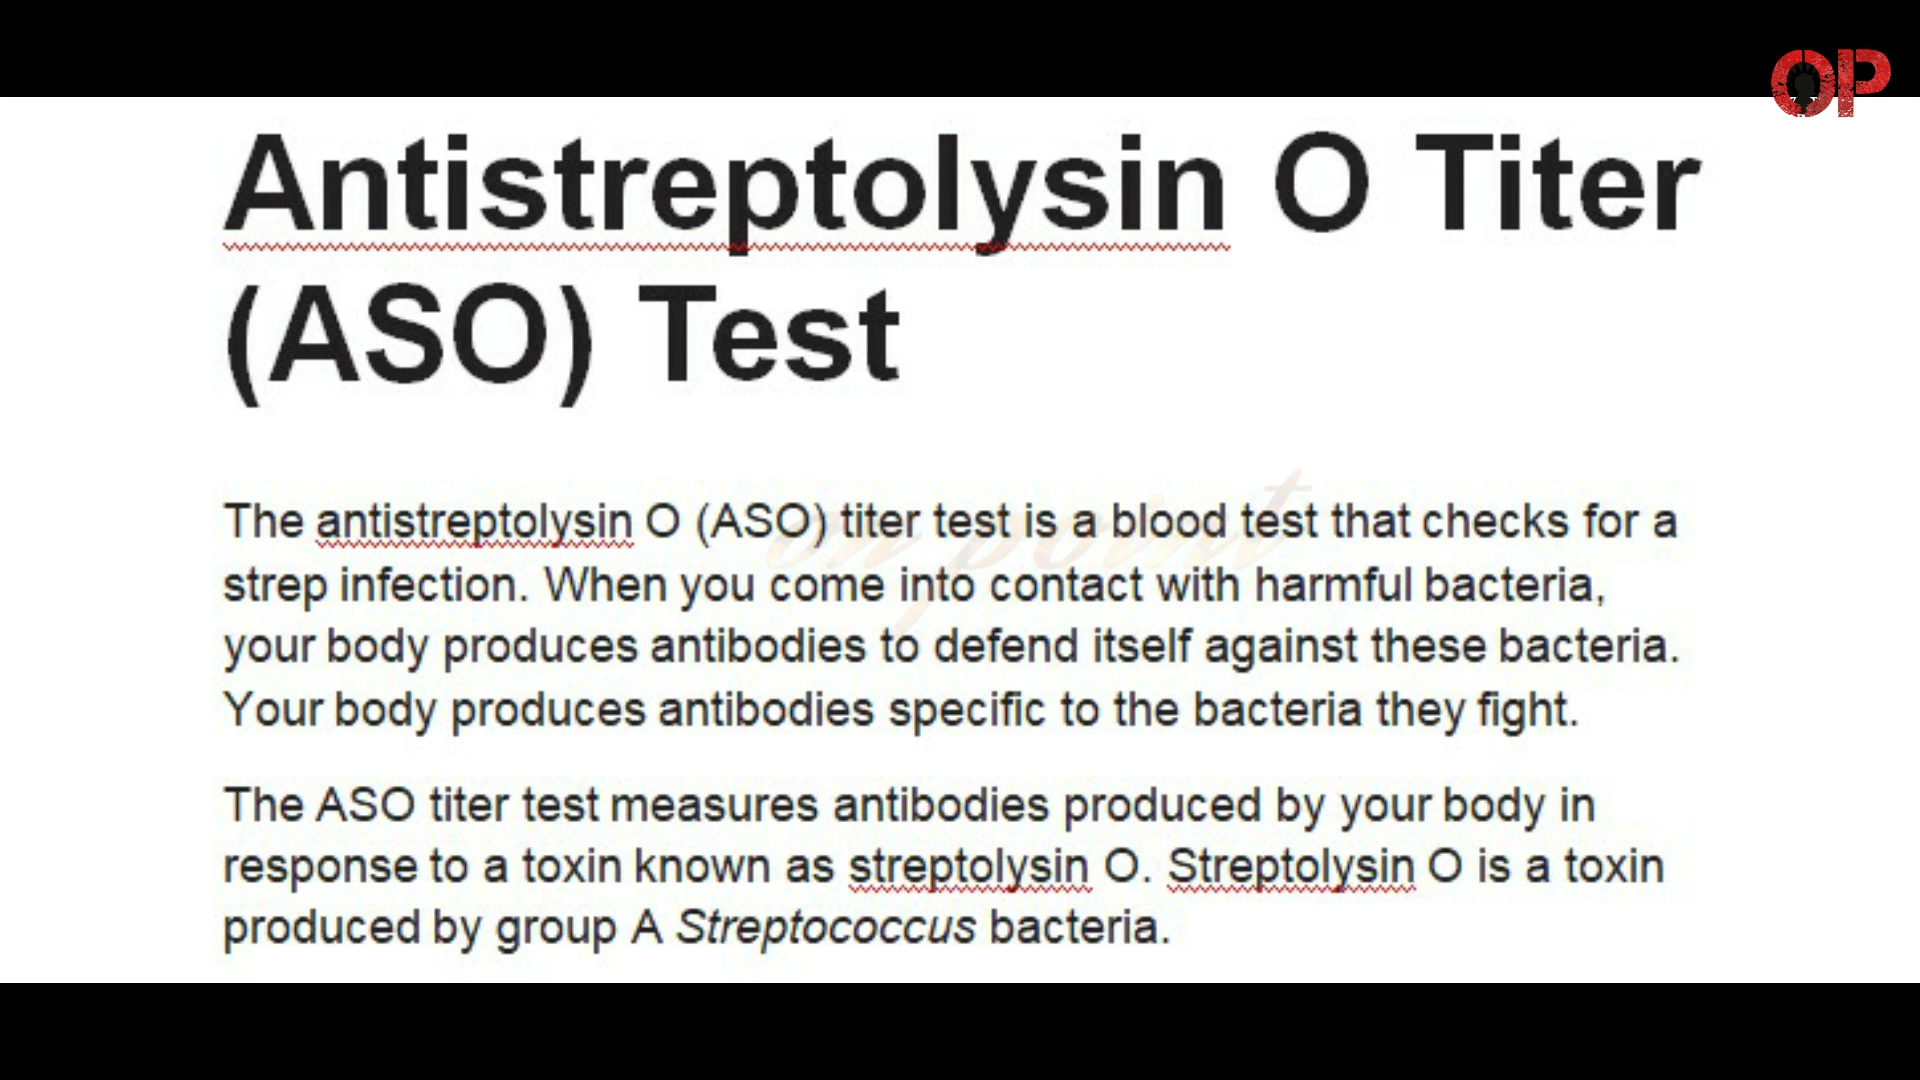 OP
Antistreptolysin O Titer
(ASO) Test
on point
The antistreptolysin O (ASO) titer test is a blood test that checks for a
strep infection. When you come into contact with harmful bacteria,
your body produces antibodies to defend itself against these bacteria.
Your body produces antibodies specific to the bacteria they fight.
The ASO titer test measures antibodies produced by your body in
response to a toxin known as streptolysin O. Streptolysin O is a toxin
produced by group A Streptococcus bacteria.